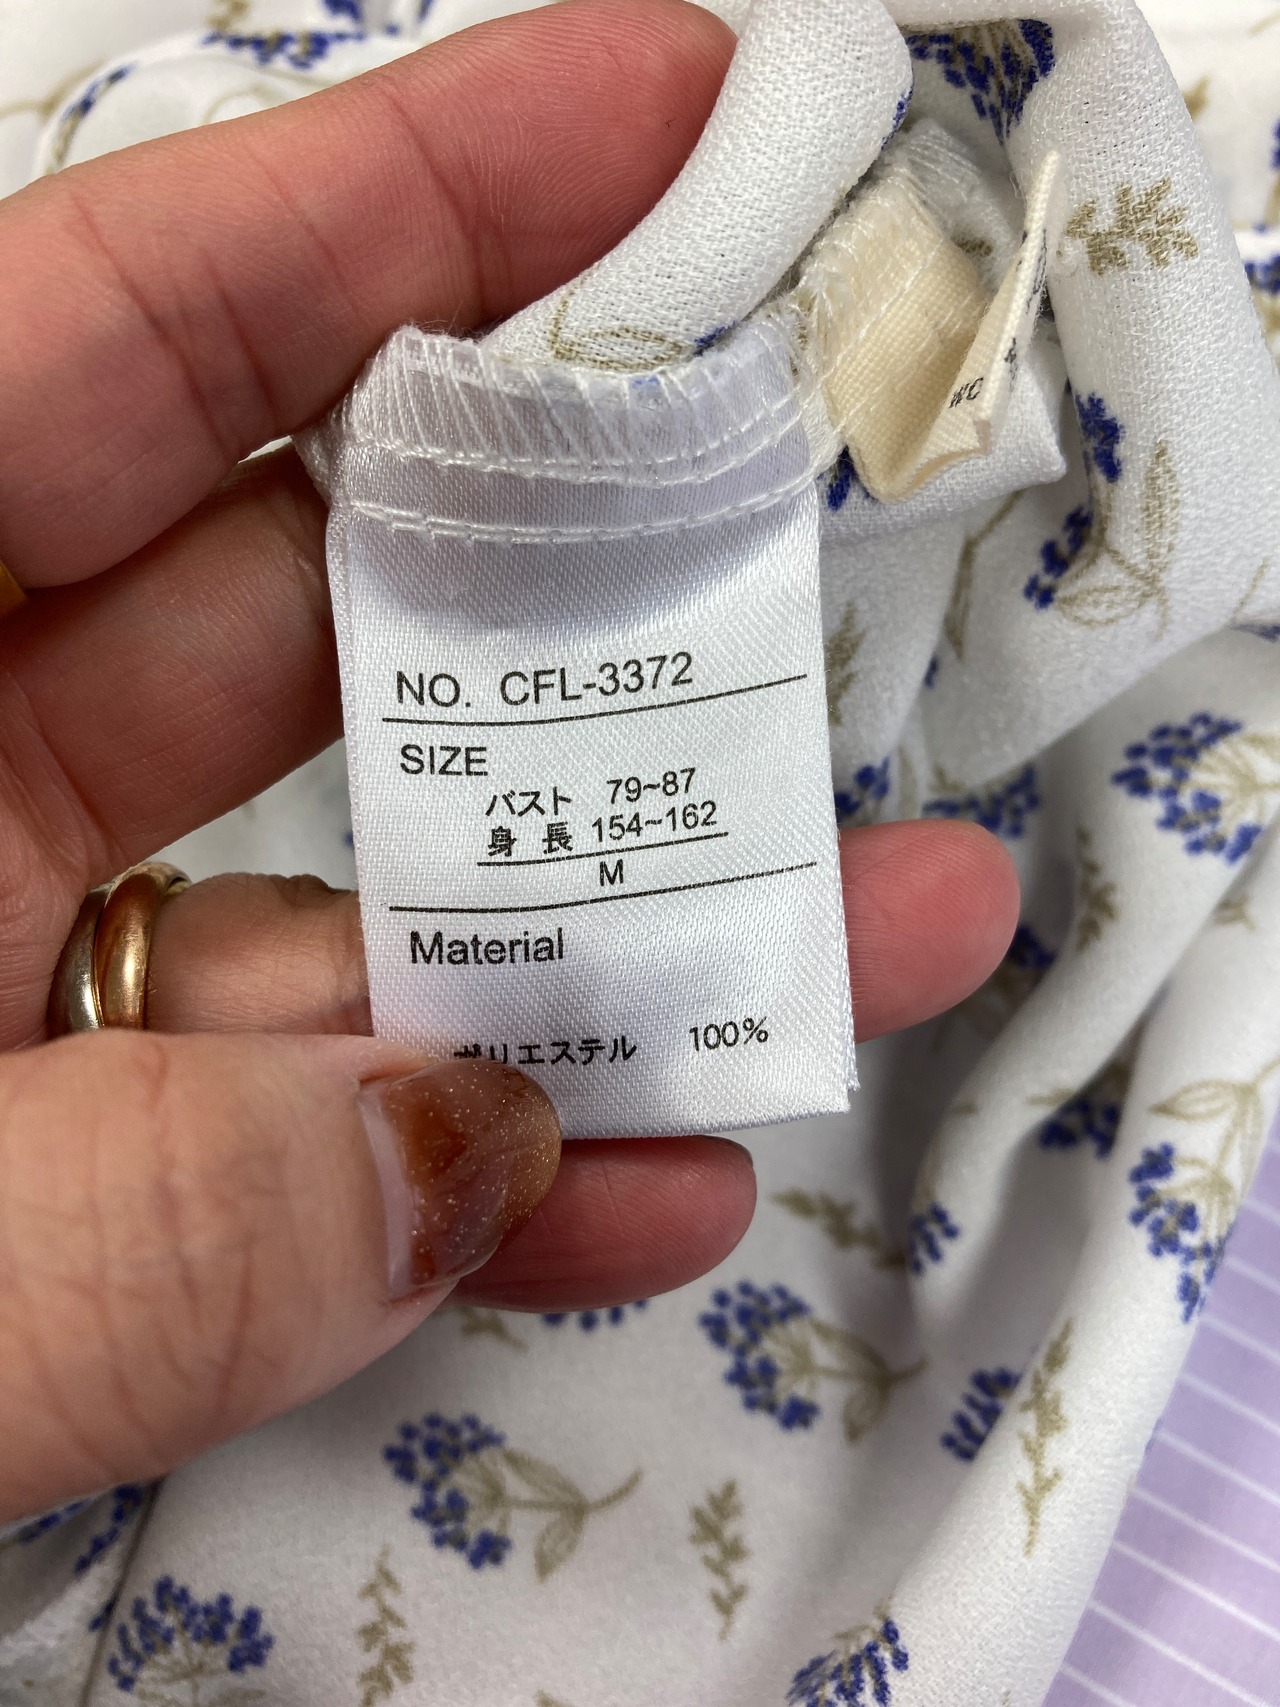 NO. CFL-3372
SIZE
バスト 79~87
身長 154~162
M
Material
ポリエステル 100%